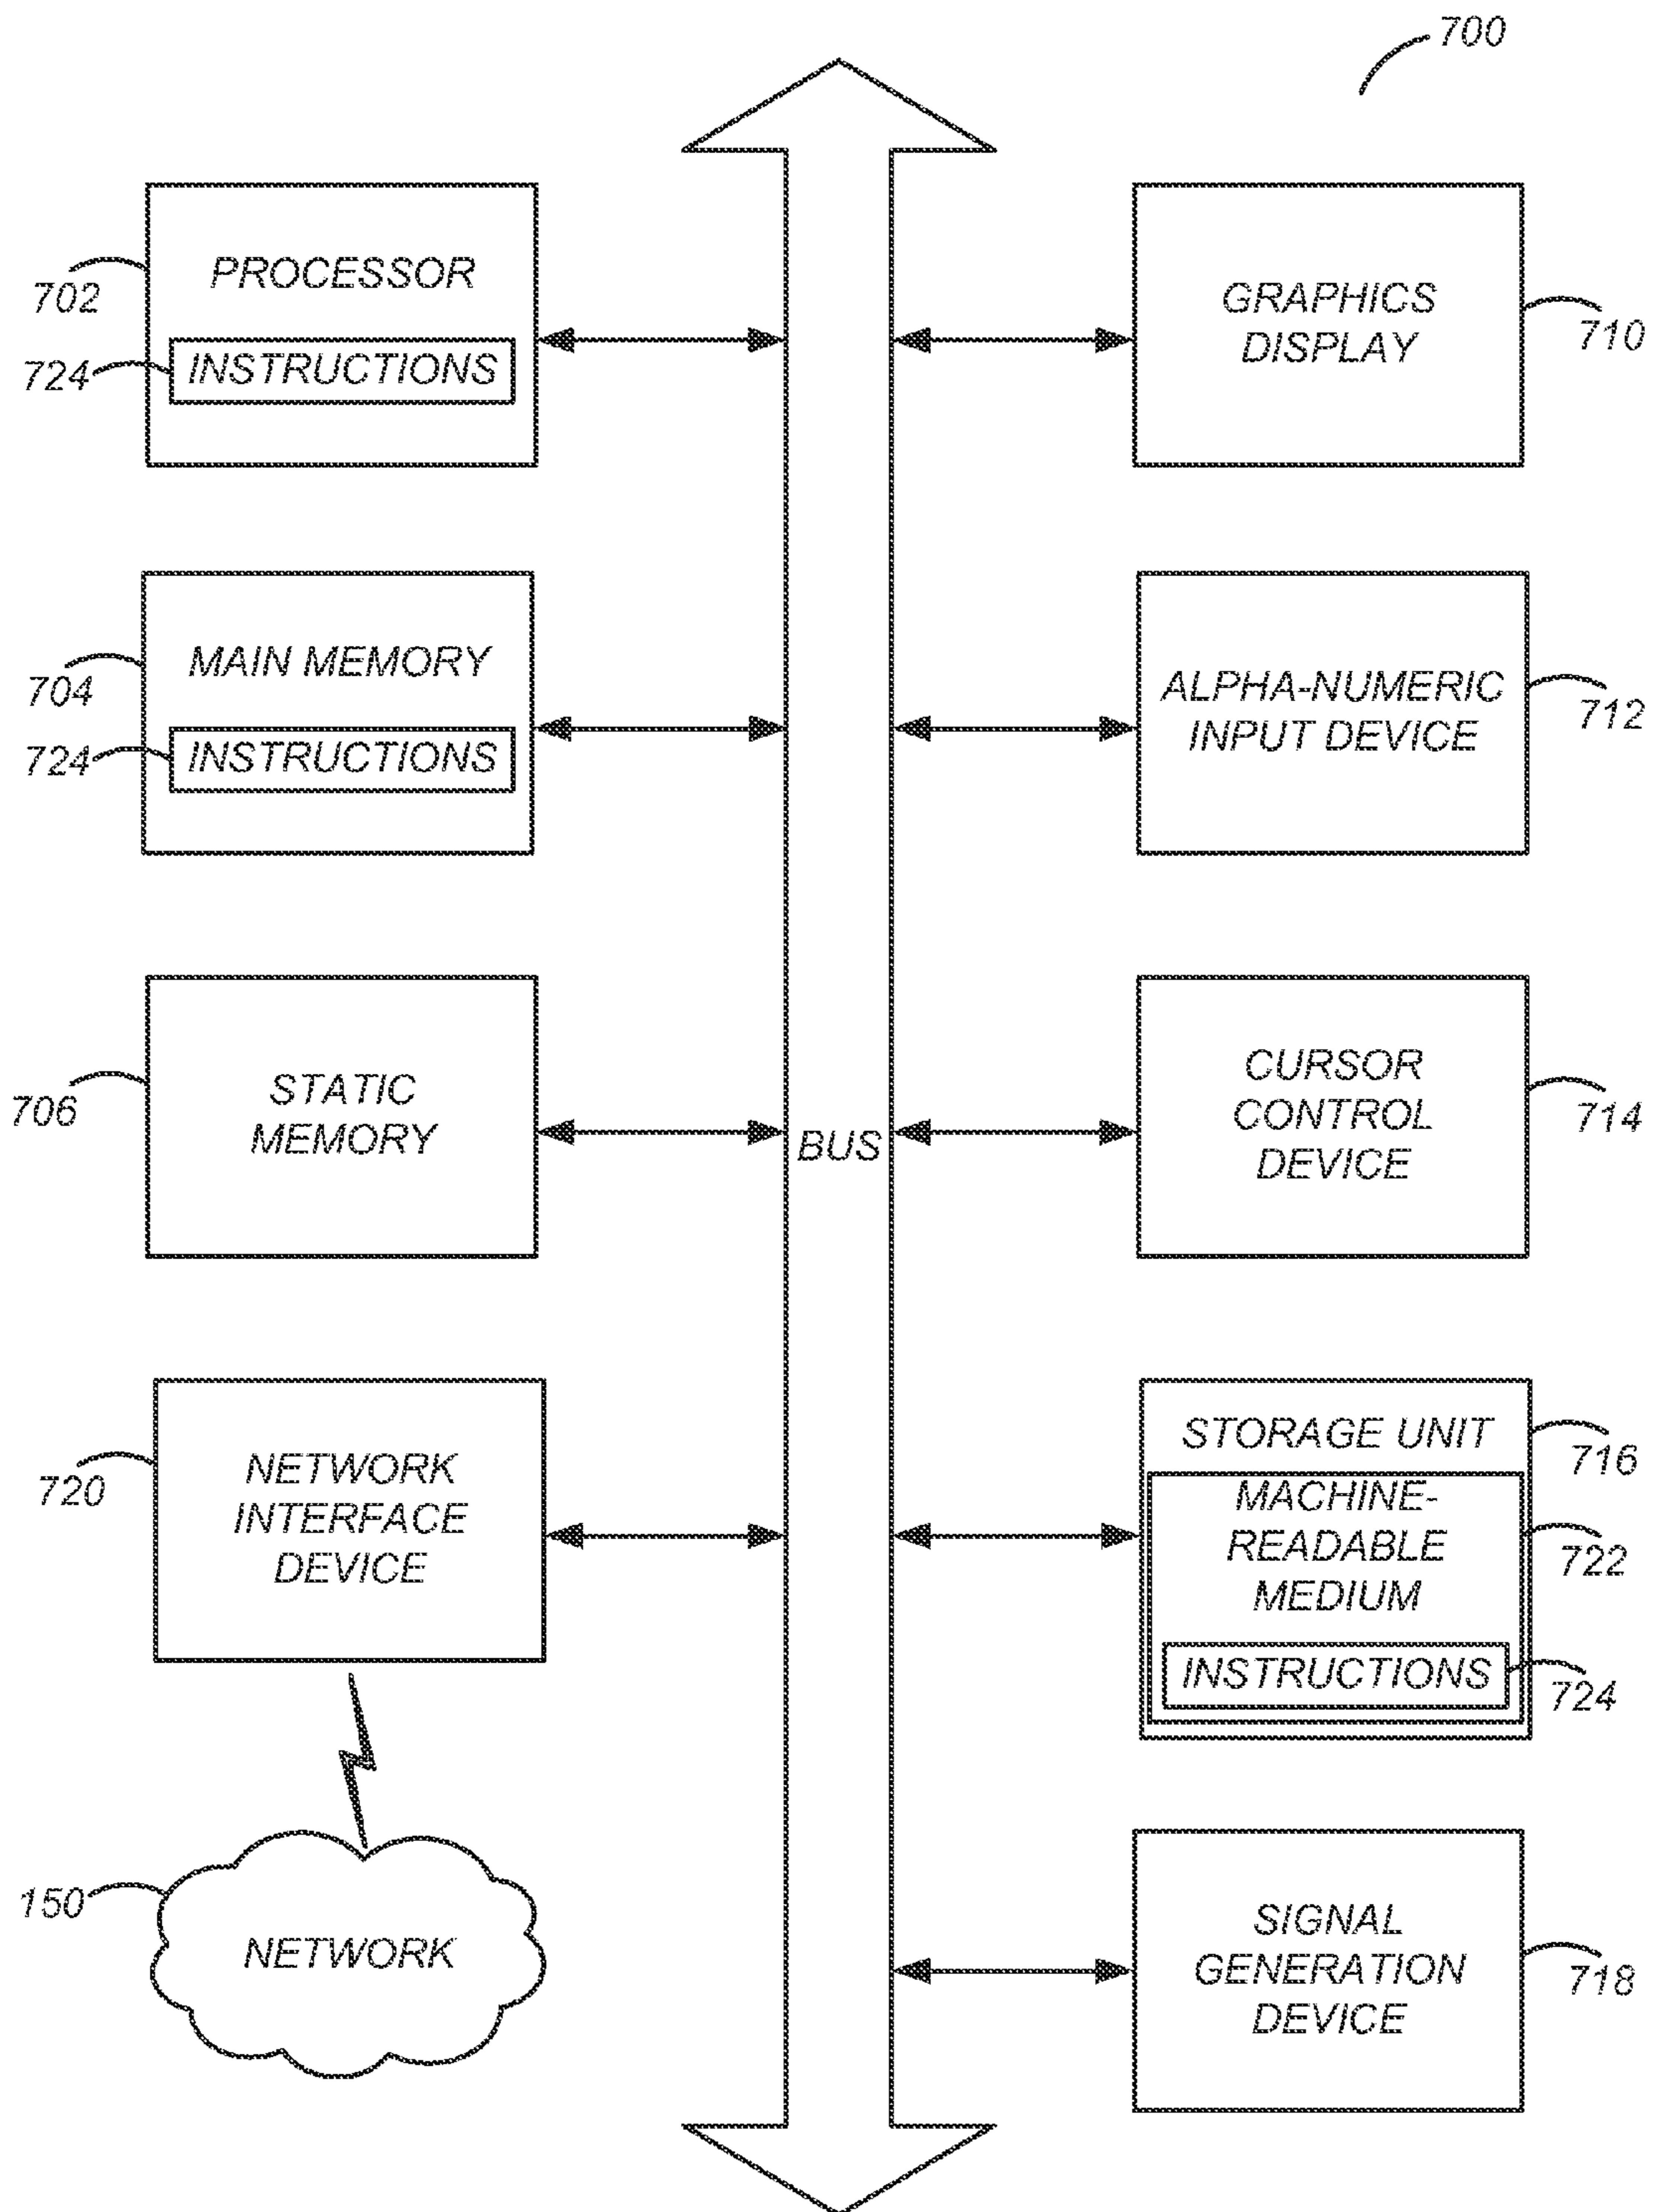 700
PROCESSOR
702
724
INSTRUCTIONS
GRAPHICS
DISPLAY
710
MAIN MEMORY
704
724
INSTRUCTIONS
ALPHA-NUMERIC
INPUT DEVICE
712
STATIC
MEMORY
706
BUS
CURSOR
CONTROL
DEVICE
714
NETWORK
INTERFACE
DEVICE
720
STORAGE UNIT
716
MACHINE-
READABLE
MEDIUM
722
INSTRUCTIONS
724
150
NETWORK
SIGNAL
GENERATION
DEVICE
718